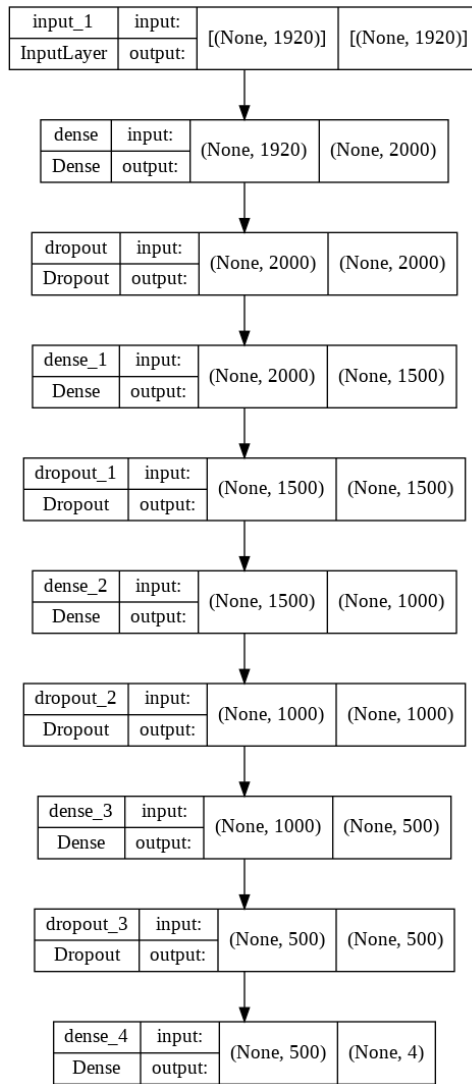 input_1 input: [(None, 1920)] [(None, 1920)]
InputLayer output:
dense input: (None, 1920) (None, 2000)
Dense output:
dropout input: (None, 2000) (None, 2000)
Dropout output:
dense_1 input: (None, 2000) (None, 1500)
Dense output:
dropout_1 input: (None, 1500) (None, 1500)
Dropout output:
dense_2 input: (None, 1500) (None, 1000)
Dense output:
dropout_2 input: (None, 1000) (None, 1000)
Dropout output:
dense_3 input: (None, 1000) (None, 500)
Dense output:
dropout_3 input: (None, 500) (None, 500)
Dropout output:
dense_4 input: (None, 500) (None, 4)
Dense output: